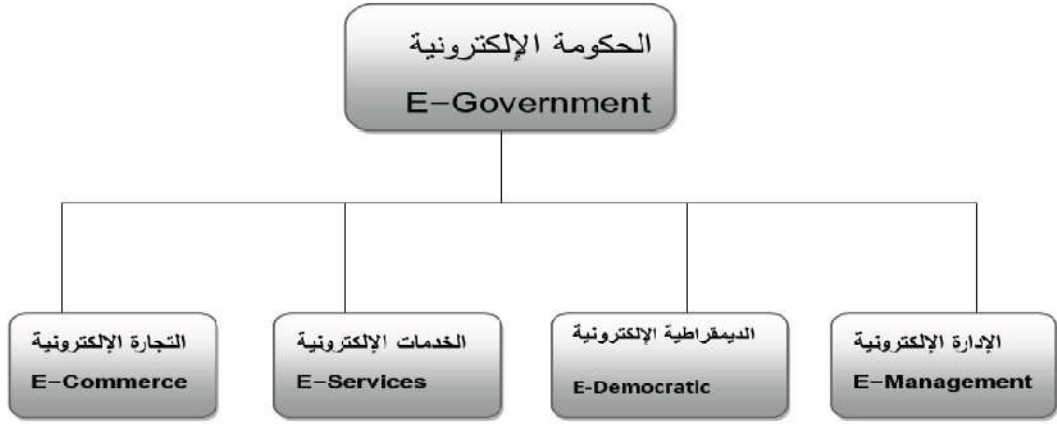 الحكومة الإلكترونية
E-Government
الإدارة الإلكترونية
E-Management
الديمقراطية الإلكترونية
E-Democratic
الخدمات الإلكترونية
E-Services
التجارة الإلكترونية
E-Commerce